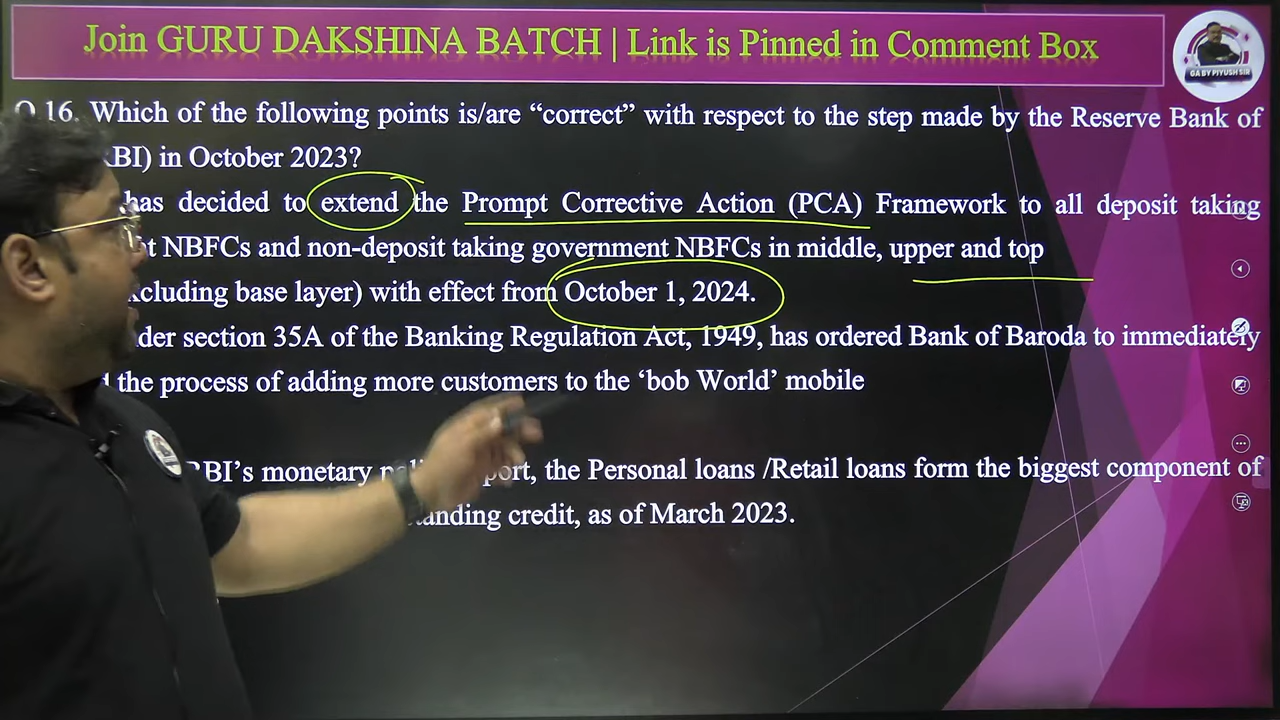 Join GURU DAKSHINA BATCH | Link is Pinned in Comment Box
GA BY PIYUSH SIR
Q.16. Which of the following points is/are “correct” with respect to the step made by the Reserve Bank of
RBI) in October 2023?
has decided to extend the Prompt Corrective Action (PCA) Framework to all deposit taking
NBFCs and non-deposit taking government NBFCs in middle, upper and top
xcluding base layer) with effect from October 1, 2024.
der section 35A of the Banking Regulation Act, 1949, has ordered Bank of Baroda to immediately
the process of adding more customers to the ‘bob World’ mobile
RBI’s monetary port, the Personal loans /Retail loans form the biggest component of
tanding credit, as of March 2023.